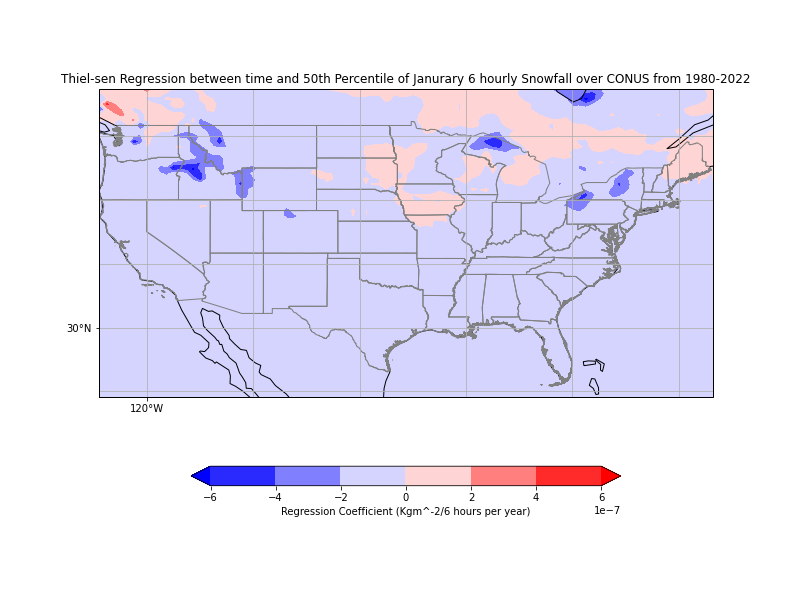 Thiel-sen Regression between time and 50th Percentile of Janurary 6 hourly Snowfall over CONUS from 1980-2022
30°N
120°W
−6 −4 −2 0 2 4 6
Regression Coefficient (Kgm^-2/6 hours per year) 1e−7